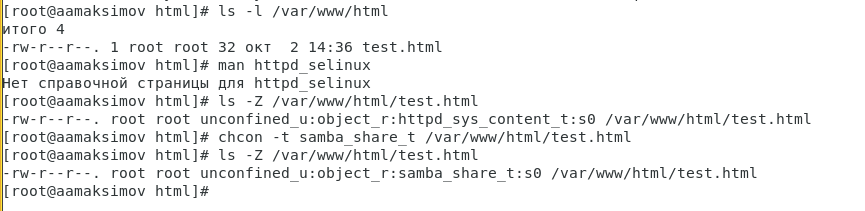 [root@aamaksimov html]# ls -l /var/www/html
итого 4
-rw-r--r--. 1 root root 32 окт  2 14:36 test.html
[root@aamaksimov html]# man httpd_selinux
Нет справочной страницы для httpd_selinux
[root@aamaksimov html]# ls -Z /var/www/html/test.html
-rw-r--r--. root root unconfined_u:object_r:httpd_sys_content_t:s0 /var/www/html/test.html
[root@aamaksimov html]# chcon -t samba_share_t /var/www/html/test.html
[root@aamaksimov html]# ls -Z /var/www/html/test.html
-rw-r--r--. root root unconfined_u:object_r:samba_share_t:s0 /var/www/html/test.html
[root@aamaksimov html]#